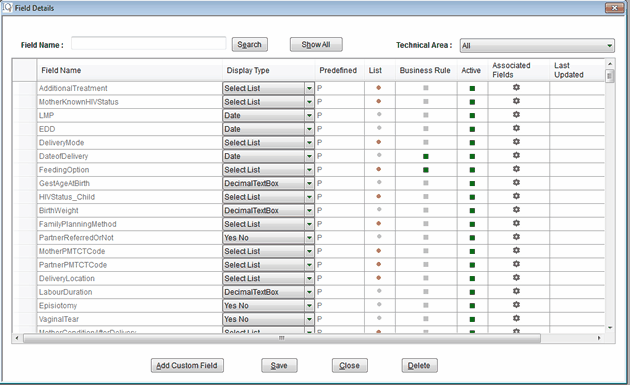 Field Details
Field Name : Search Show All Technical Area : All
Field Name Display Type Predefined List Business Rule Active Associated Fields Last Updated
AdditionalTreatment Select List P
MotherKnownHIVStatus Select List P
LMP Date P
EDD Date P
DeliveryMode Select List P
DateofDelivery Date P
FeedingOption Select List P
GestAgeAtBirth DecimalTextBox P
HIVStatus_Child Select List P
BirthWeight DecimalTextBox P
FamilyPlanningMethod Select List P
PartnerReferredOrNot Yes No P
MotherPMTCTCode Select List P
PartnerPMTCTCode Select List P
DeliveryLocation Select List P
LabourDuration DecimalTextBox P
Episiotomy Yes No P
VaginalTear Yes No P
MotherConditionAfterDelivery Select List P
Add Custom Field Save Close Delete